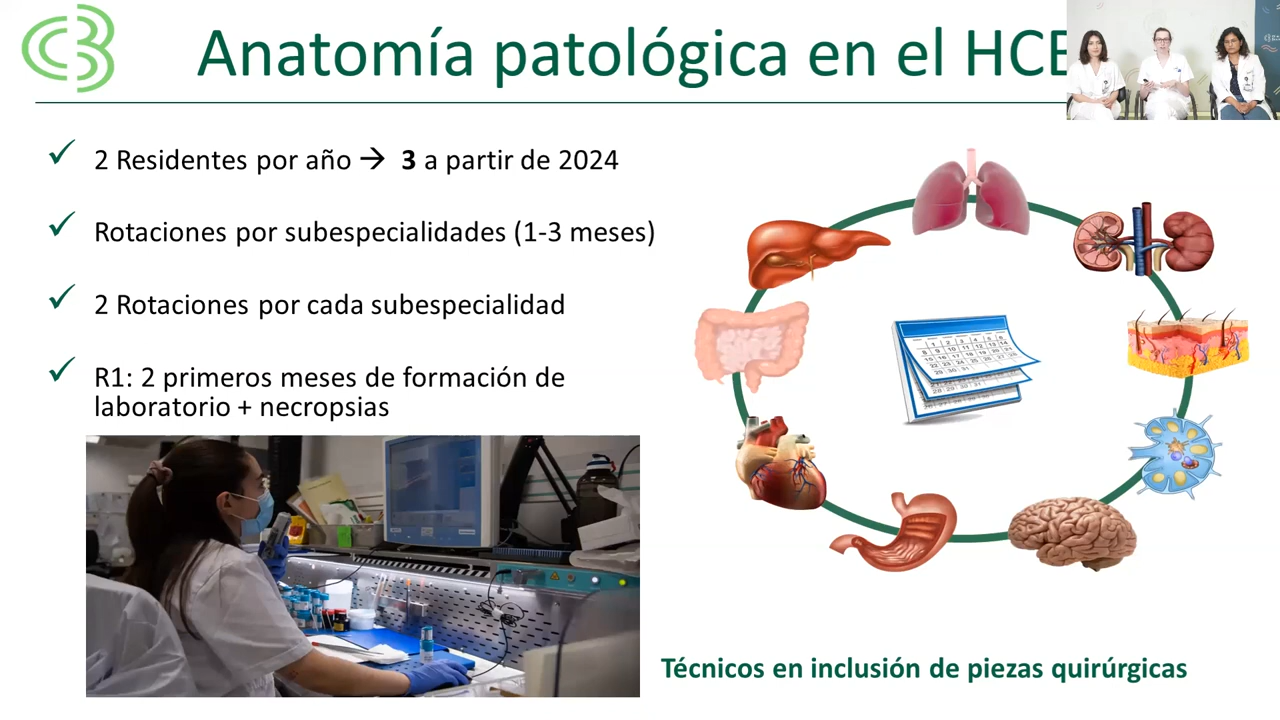 Anatomía patológica en el HC
✓ 2 Residentes por año → 3 a partir de 2024
✓ Rotaciones por subespecialidades (1-3 meses)
✓ 2 Rotaciones por cada subespecialidad
✓ R1: 2 primeros meses de formación de
laboratorio + necropsias
Técnicos en inclusión de piezas quirúrgicas